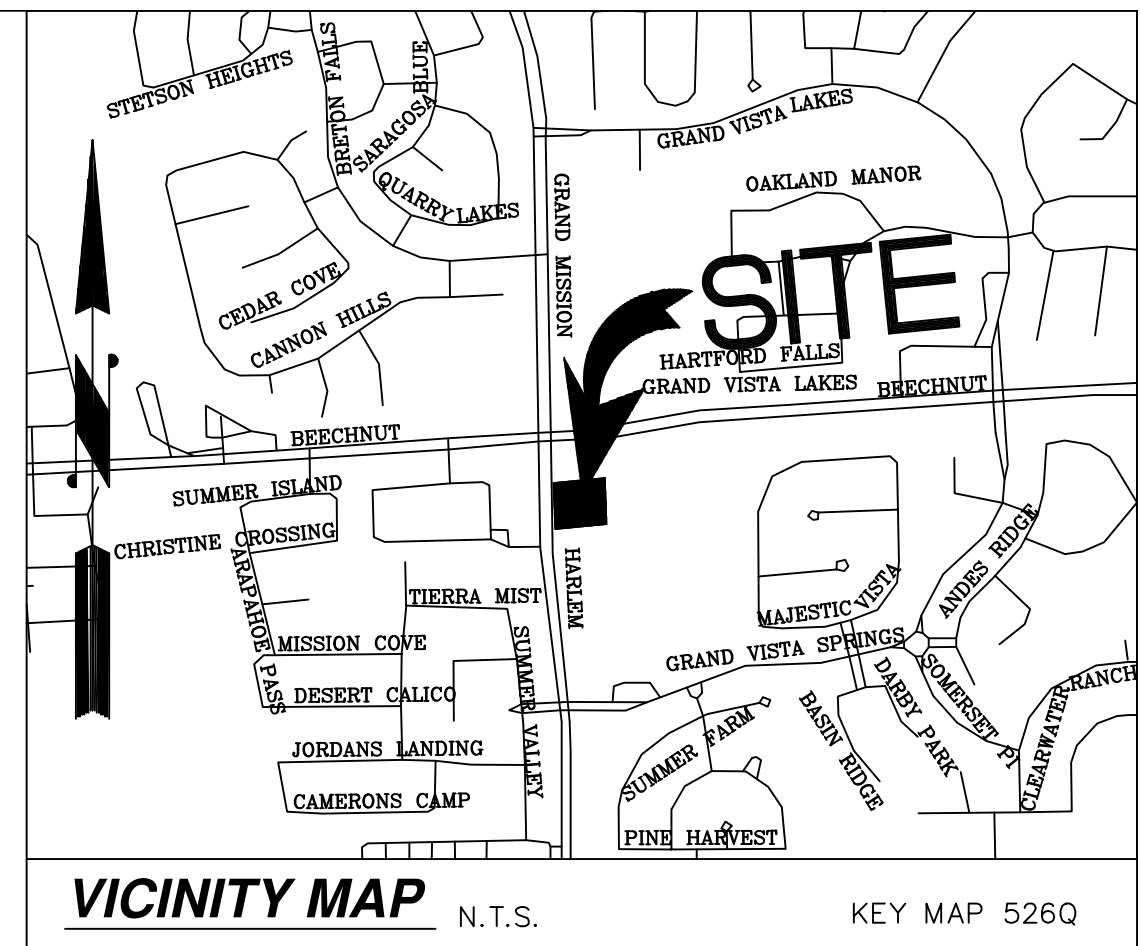 STETSON HEIGHTS
BRETON FALLS
BLUE
SARAGOSA
QUARRY LAKES
GRAND VISTA LAKES
OAKLAND MANOR
GRAND MISSION
SITE
CEDAR COVE
CANNON HILLS
HARTFORD FALLS
GRAND VISTA LAKES
BEECHNUT
BEECHNUT
SUMMER ISLAND
CHRISTINE CROSSING
ARAPAHOE PASS
HARLEM
ANDES RIDGE
TIERRA MIST
MAJESTIC VISTA
MISSION COVE
SUMMER VALLEY
GRAND VISTA SPRINGS
DESERT CALICO
SOMERSET PI
DARBY PARK
BASIN RIDGE
CLEARWATER RANCH
SUMMER FARM
JORDANS LANDING
CAMERONS CAMP
PINE HARVEST
VICINITY MAP
N.T.S.
KEY MAP 526Q